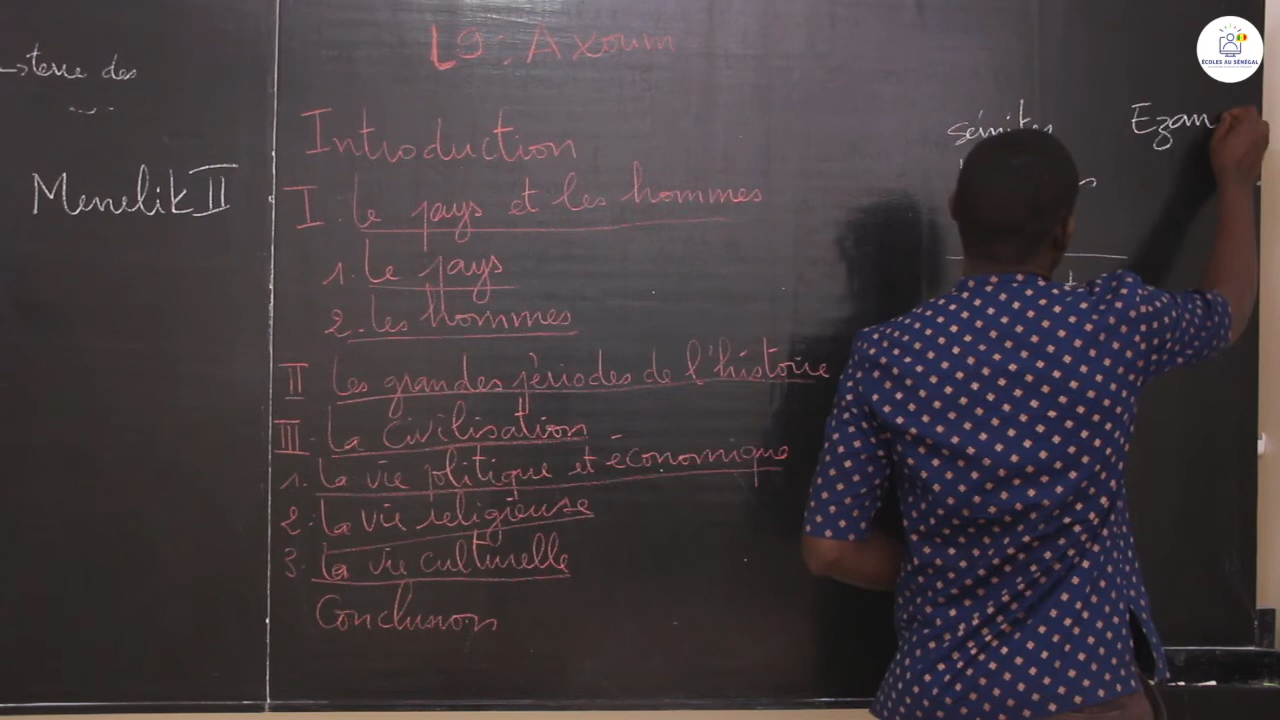 → terre des
Menelik II
L9: Axoum
Introduction
I. Le pays et les hommes
1. Le pays
2. Les hommes
II Les grandes périodes de l'histoire
III. La civilisation
1. La vie politique et économique
2. La vie religieuse
3. La vie culturelle
Conclusion
sémites
Ezan
ÉCOLES AU SÉNÉGAL